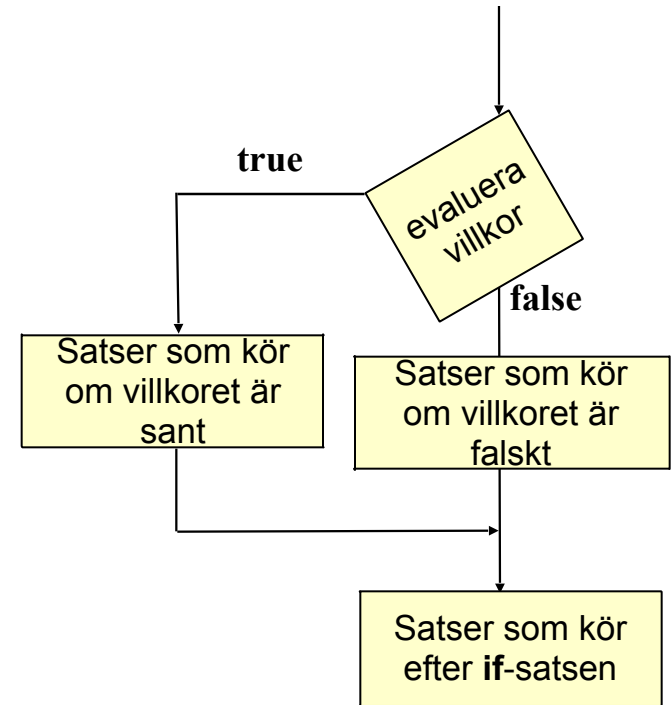 true
evaluera
villkor
false
Satser som kör
om villkoret är
sant
Satser som kör
om villkoret är
falskt
Satser som kör
efter if-satsen